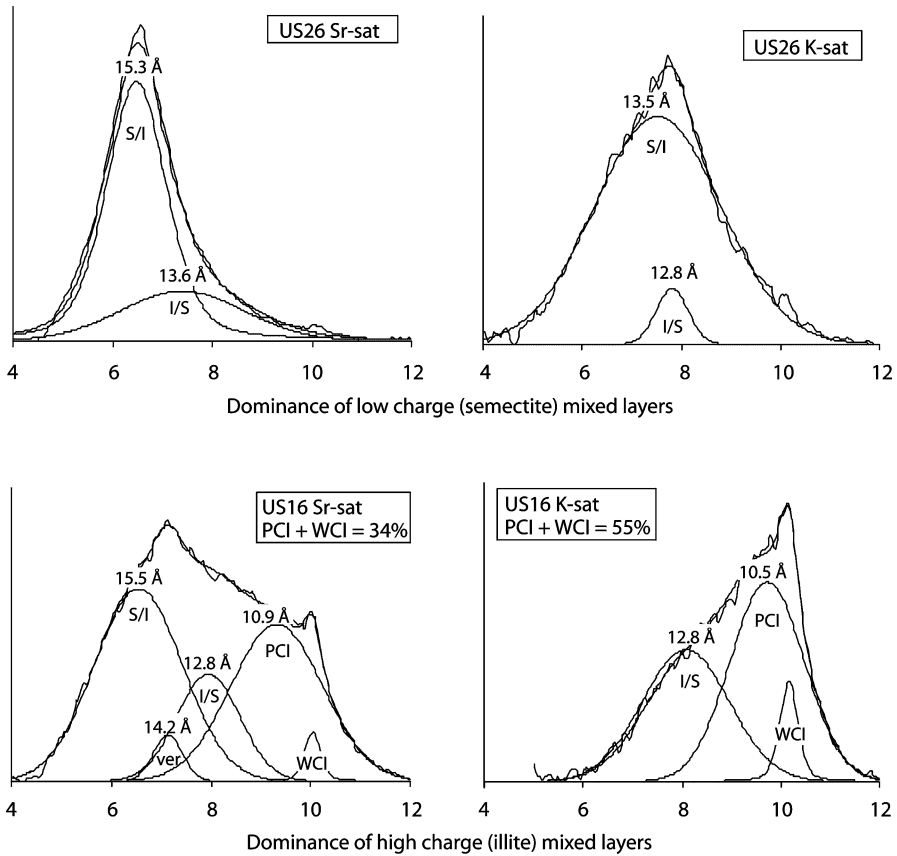 US26 Sr-sat
15.3 Å
S/I
13.6 Å
I/S
4 6 8 10 12
US26 K-sat
13.5 Å
S/I
12.8 Å
I/S
4 6 8 10 12
Dominance of low charge (semectite) mixed layers
US16 Sr-sat
PCI + WCI = 34%
15.5 Å
S/I
10.9 Å
PCI
12.8 Å
I/S
14.2 Å
ver
WCI
4 6 8 10 12
US16 K-sat
PCI + WCI = 55%
10.5 Å
PCI
12.8 Å
I/S
WCI
4 6 8 10 12
Dominance of high charge (illite) mixed layers